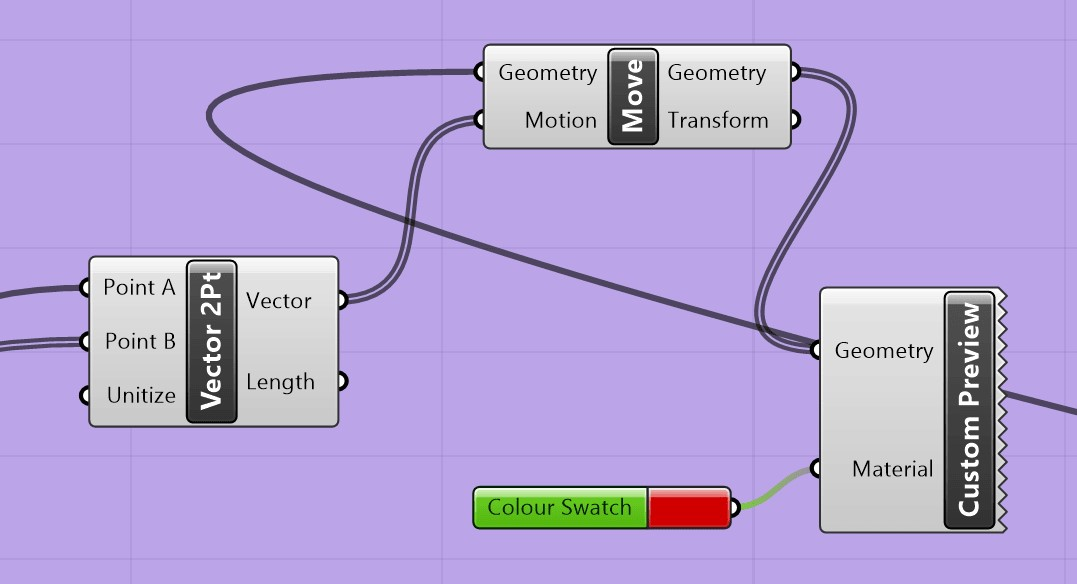 Geometry
Motion
Move
Geometry
Transform
Point A
Point B
Unitize
Vector 2Pt
Vector
Length
Geometry
Material
Custom Preview
Colour Swatch